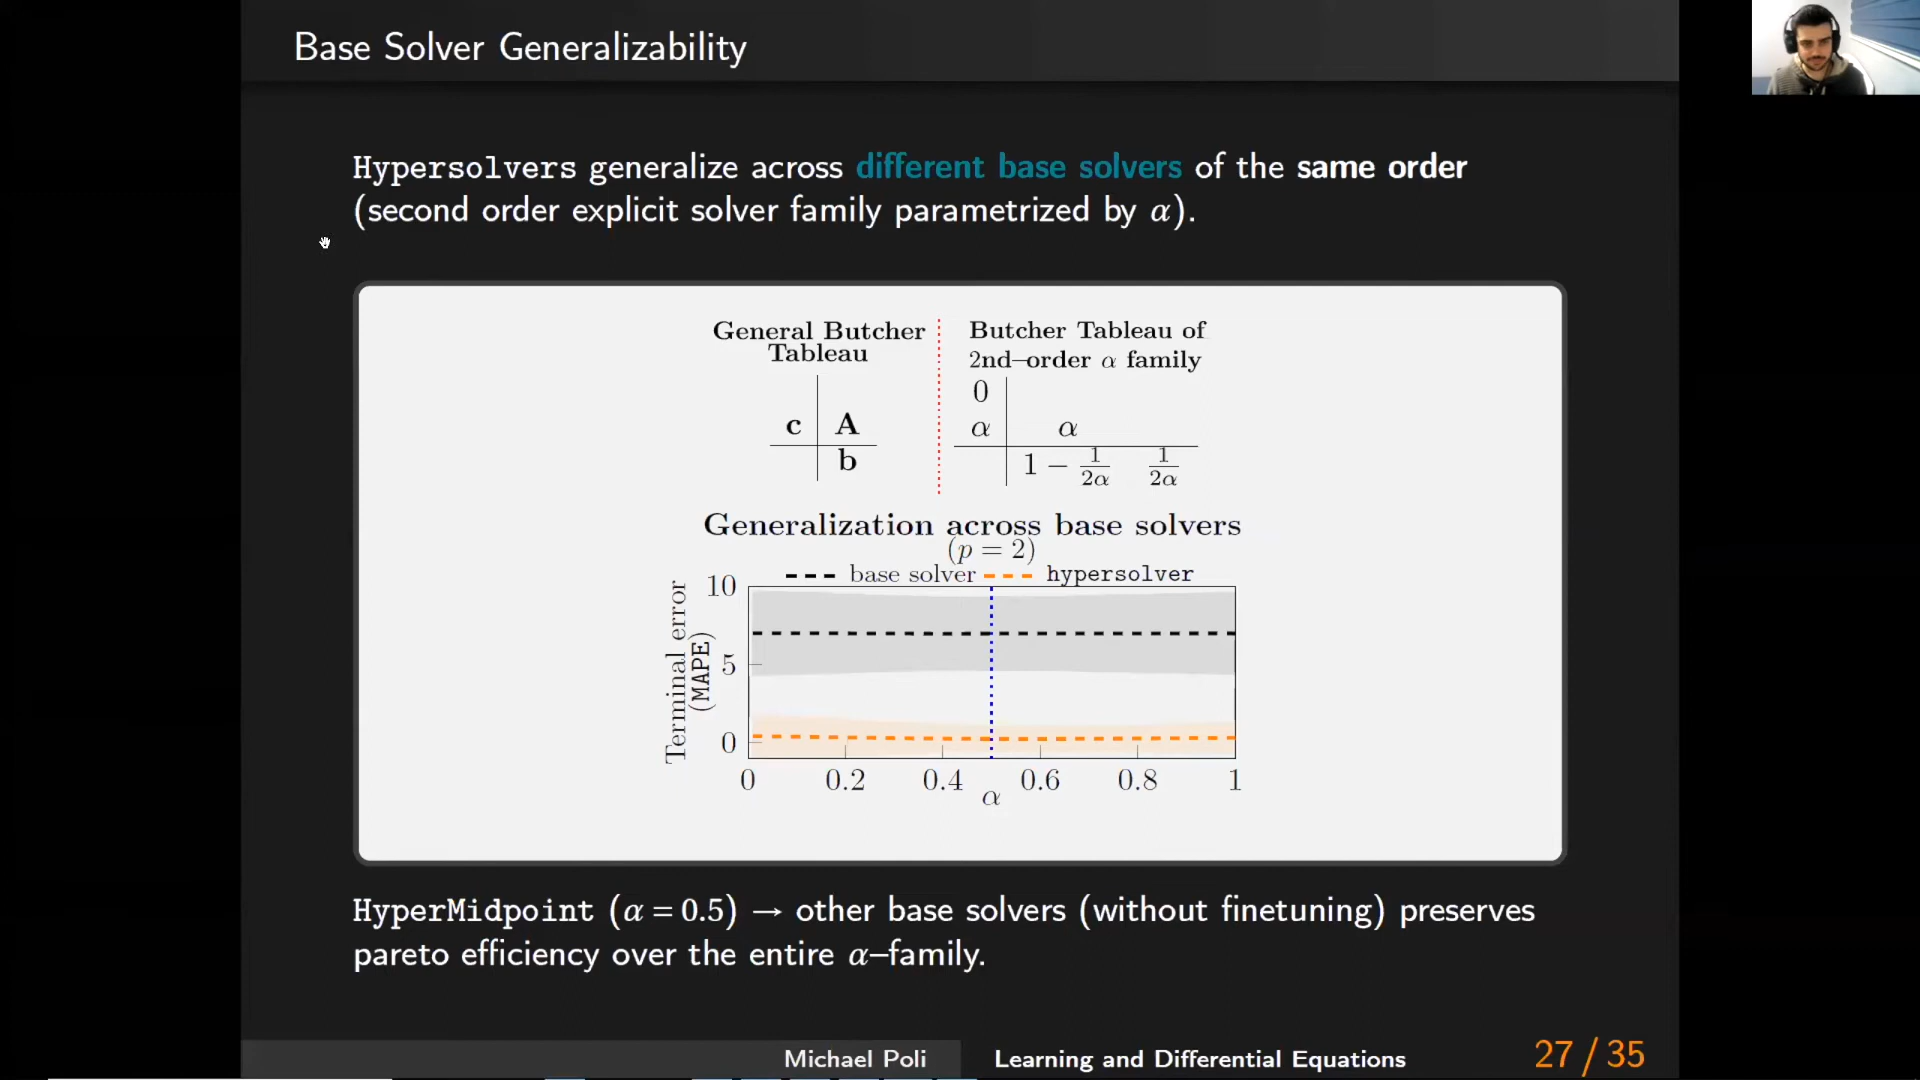 Base Solver Generalizability
Hypersolvers generalize across different base solvers of the same order
(second order explicit solver family parametrized by α).
General Butcher
Tableau
c A
b
Butcher Tableau of
2nd–order α family
0
α α
1 − 1/2α 1/2α
Generalization across base solvers
(p = 2)
base solver hypersolver
Terminal error
(MAPE)
10
5
0
0 0.2 0.4 0.6 0.8 1
α
HyperMidpoint (α = 0.5) → other base solvers (without finetuning) preserves
pareto efficiency over the entire α–family.
Michael Poli Learning and Differential Equations 27 / 35